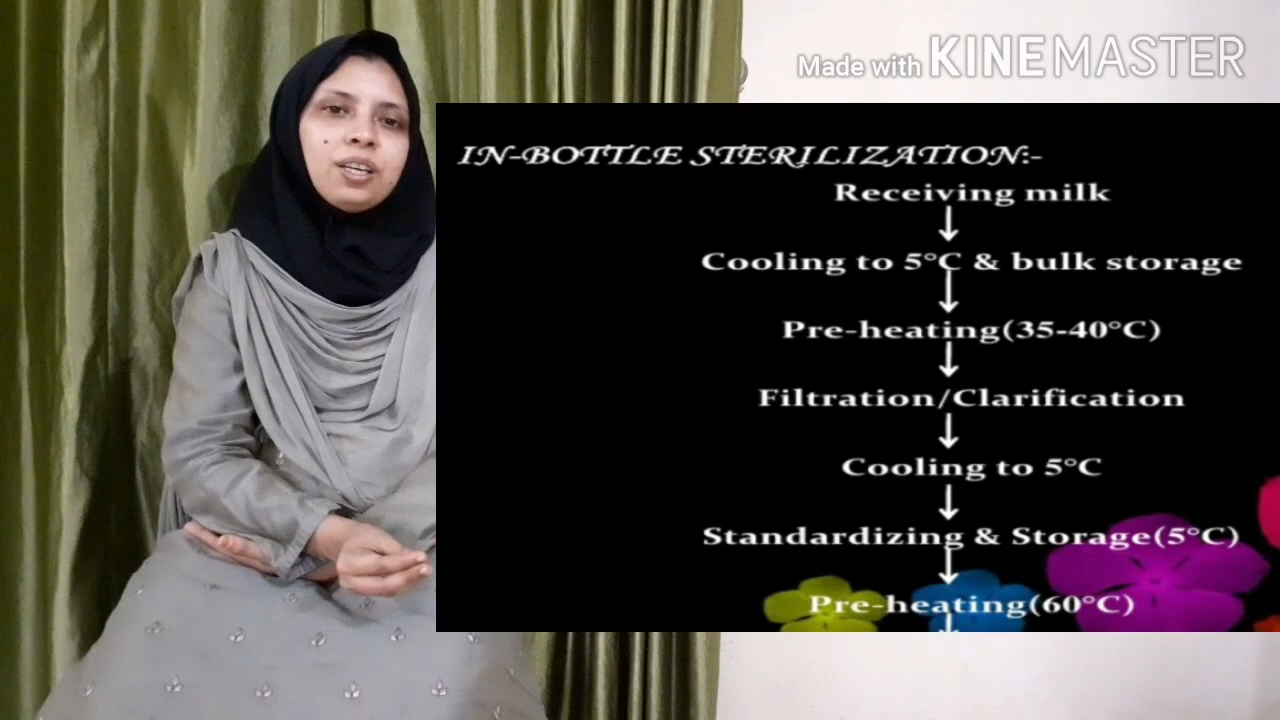 Made with KINEMASTER
IN-BOTTLE STERILIZATION:-
Receiving milk
↓
Cooling to 5°C & bulk storage
↓
Pre-heating(35-40°C)
↓
Filtration/Clarification
↓
Cooling to 5°C
↓
Standardizing & Storage(5°C)
↓
Pre-heating(60°C)
↓